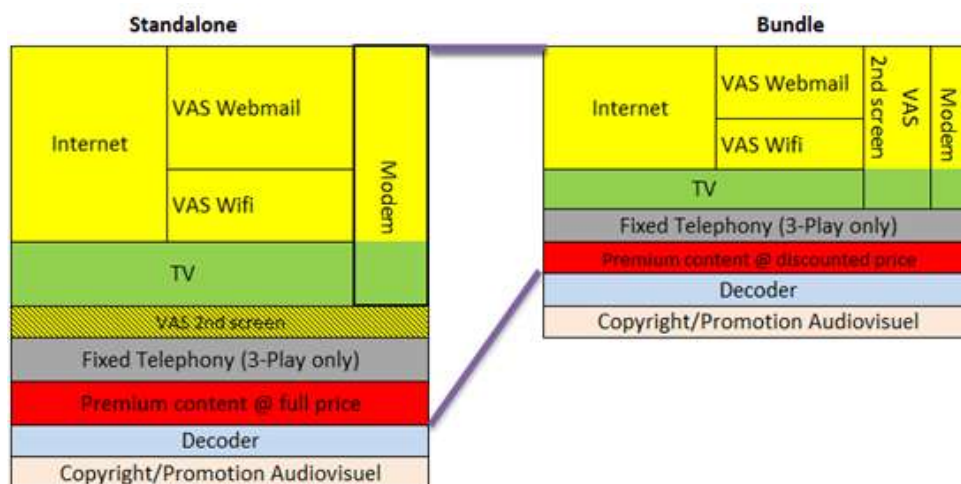 Standalone
Internet
VAS Webmail
VAS Wifi
Modem
TV
VAS 2nd screen
Fixed Telephony (3-Play only)
Premium content @ full price
Decoder
Copyright/Promotion Audiovisuel
Bundle
Internet
VAS Webmail
VAS Wifi
VAS
2nd screen
Modem
TV
Fixed Telephony (3-Play only)
Premium content @ discounted price
Decoder
Copyright/Promotion Audiovisuel